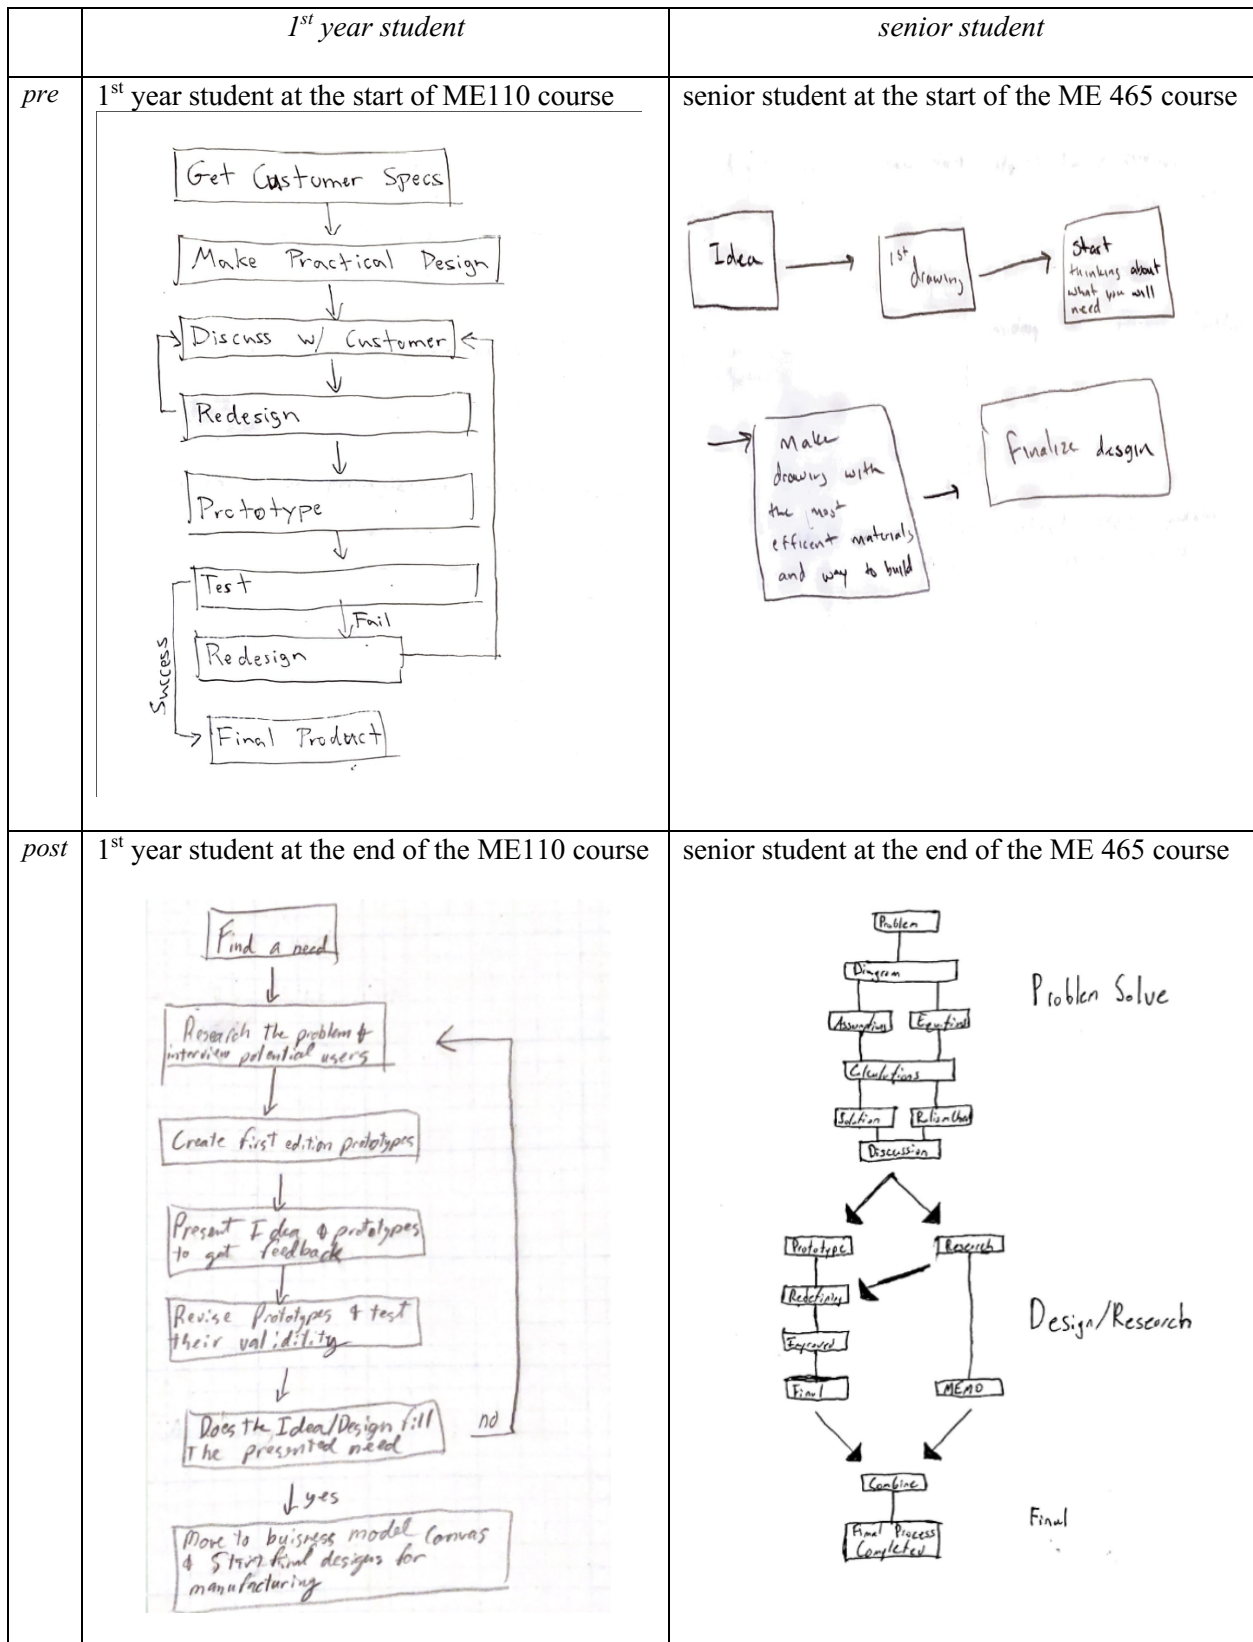 1st year student
senior student
pre
1st year student at the start of ME110 course
Get Customer Specs
Make Practical Design
Discuss w/ Customer
Redesign
Prototype
Test
Fail
Redesign
Success
Final Product
senior student at the start of the ME 465 course
Idea
1st
drawing
Start
thinking about
what you will
need
Make
drawing with
the most
efficent materials
and way to build
Finalize desgin
post
1st year student at the end of the ME110 course
Find a need
Research the problem &
interview potential users
Create first edition prototypes
Present Idea & prototypes
to get feedback
Revise Prototypes & test
their validility
Does the Idea/Design fill
The presented need
no
yes
Move to buisness model Canvas
& final designs for
manufacturing
senior student at the end of the ME 465 course
Problem
Diagram
Problem Solve
Assumption
Equations
Calculations
Solution
Discussion
Prototype
Research
Redefining
Design/Research
Final
MEMO
Combine
Final
Final Process
Completed